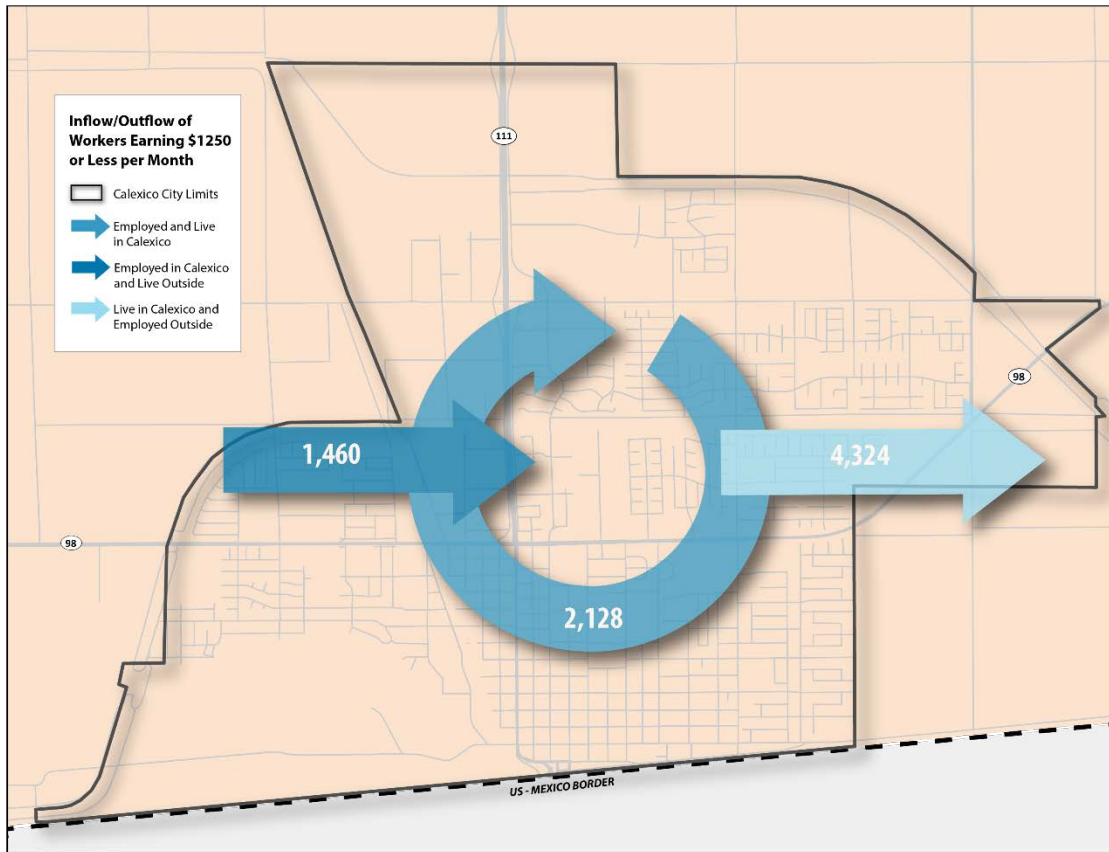 Inflow/Outflow of
Workers Earning $1250
or Less per Month
Calexico City Limits
Employed and Live
in Calexico
Employed in Calexico
and Live Outside
Live in Calexico and
Employed Outside
111
98
1,460
4,324
98
2,128
US - MEXICO BORDER